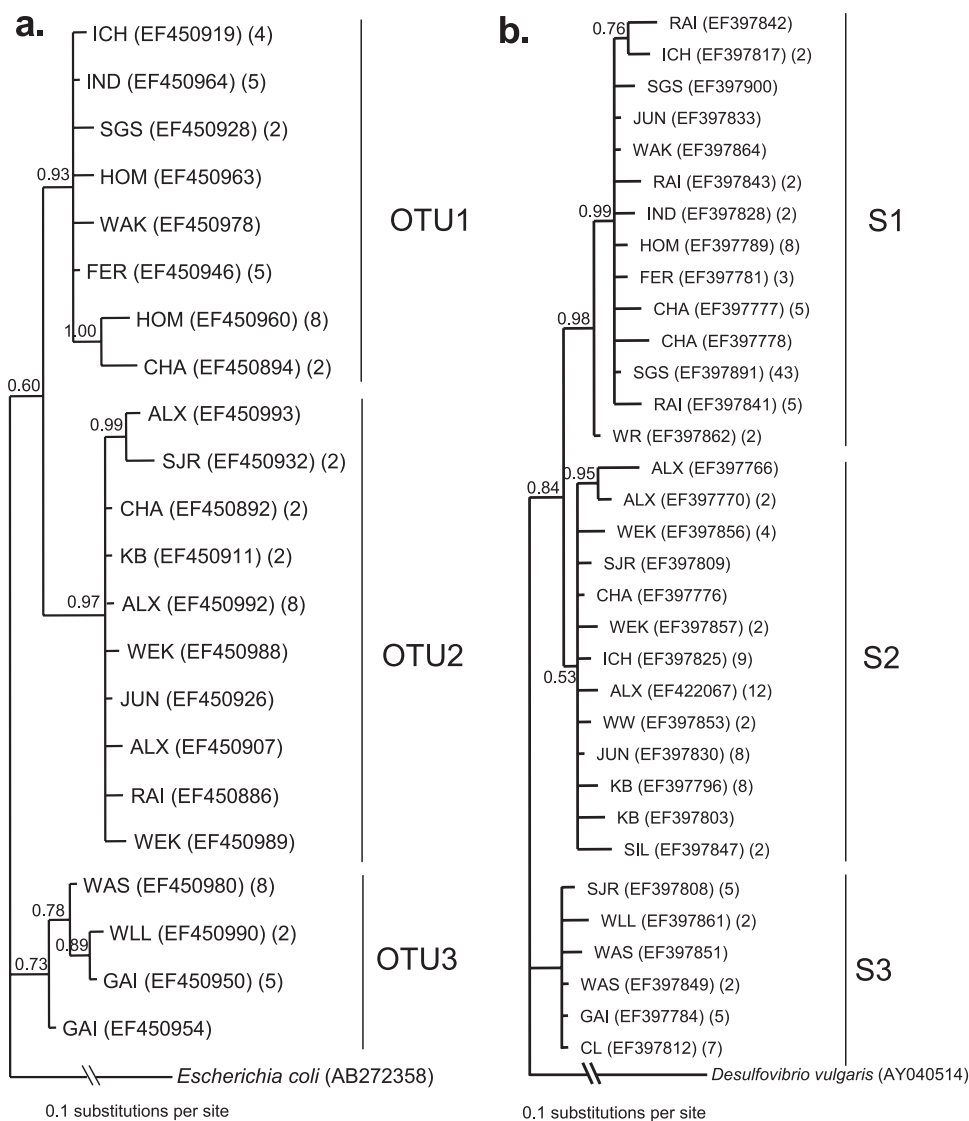 a.
ICH (EF450919) (4)
IND (EF450964) (5)
SGS (EF450928) (2)
0.93
HOM (EF450963)
WAK (EF450978)
OTU1
FER (EF450946) (5)
HOM (EF450960) (8)
1.00
CHA (EF450894) (2)
0.60
ALX (EF450993)
0.99
SJR (EF450932) (2)
CHA (EF450892) (2)
KB (EF450911) (2)
0.97
ALX (EF450992) (8)
WEK (EF450988)
OTU2
JUN (EF450926)
ALX (EF450907)
RAI (EF450886)
WEK (EF450989)
WAS (EF450980) (8)
0.78
WLL (EF450990) (2)
0.89
OTU3
0.73
GAI (EF450950) (5)
GAI (EF450954)
Escherichia coli (AB272358)
0.1 substitutions per site
b.
RAI (EF397842)
0.76
ICH (EF397817) (2)
SGS (EF397900)
JUN (EF397833)
WAK (EF397864)
RAI (EF397843) (2)
0.99
IND (EF397828) (2)
S1
HOM (EF397789) (8)
FER (EF397781) (3)
CHA (EF397777) (5)
0.98
CHA (EF397778)
SGS (EF397891) (43)
RAI (EF397841) (5)
WR (EF397862) (2)
ALX (EF397766)
0.95
0.84
ALX (EF397770) (2)
WEK (EF397856) (4)
SJR (EF397809)
CHA (EF397776)
WEK (EF397857) (2)
ICH (EF397825) (9)
S2
0.53
ALX (EF422067) (12)
WW (EF397853) (2)
JUN (EF397830) (8)
KB (EF397796) (8)
KB (EF397803)
SIL (EF397847) (2)
SJR (EF397808) (5)
WLL (EF397861) (2)
WAS (EF397851)
S3
WAS (EF397849) (2)
GAI (EF397784) (5)
CL (EF397812) (7)
Desulfovibrio vulgaris (AY040514)
0.1 substitutions per site